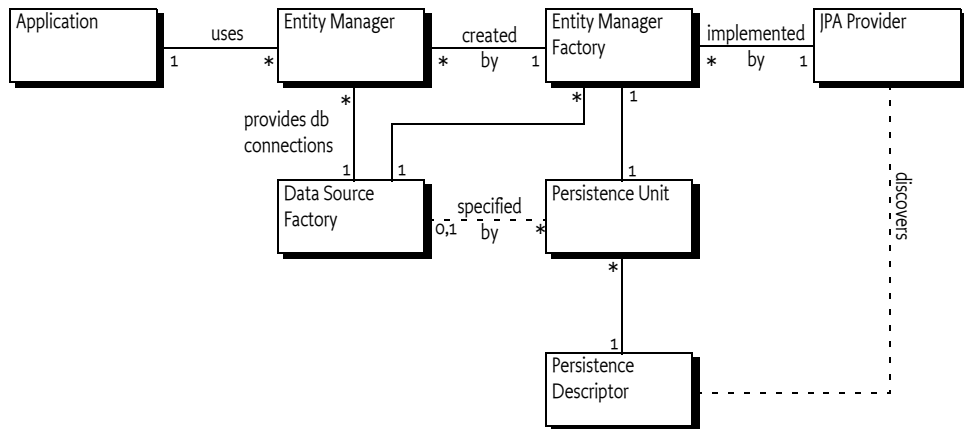 Application
uses
1
*
Entity Manager
created
by
*
1
Entity Manager
Factory
implemented
by
*
1
JPA Provider
*
provides db
connections
1
*
1
1
1
Data Source
Factory
specified
by
0,1
*
Persistence Unit
discovers
*
1
Persistence
Descriptor